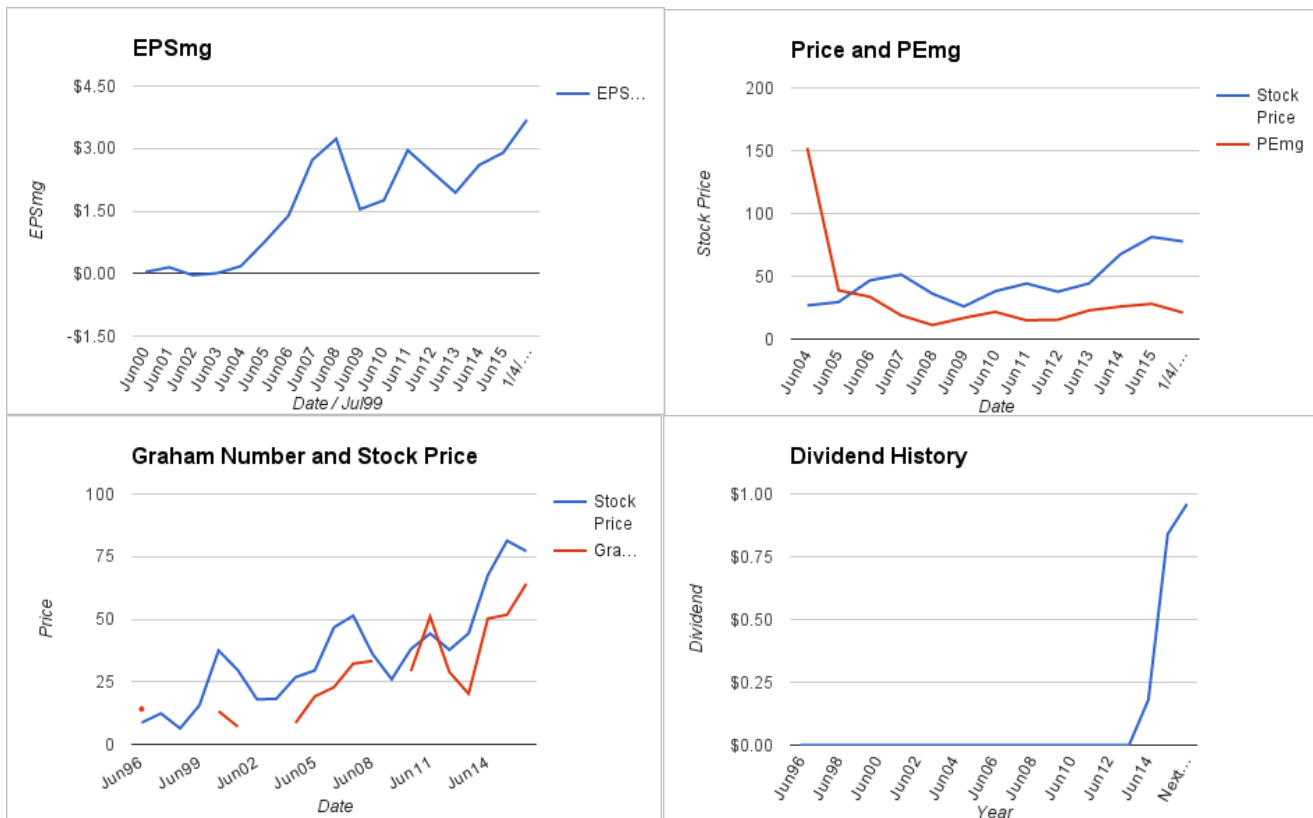 EPSmg
$4.50
$3.00
$1.50
$0.00
-$1.50
EPSmg
Jun00
Jun01
Jun02
Jun03
Jun04
Jun05
Jun06
Jun07
Jun08
Jun09
Jun10
Jun11
Jun12
Jun13
Jun14
Jun15
1/4/...
Date / Jul99
EPS...
Price and PEmg
200
150
100
50
0
Stock Price
Jun04
Jun05
Jun06
Jun07
Jun08
Jun09
Jun10
Jun11
Jun12
Jun13
Jun14
Jun15
1/4/...
Date
Stock
Price
PEmg
Graham Number and Stock Price
100
75
50
25
0
Price
Jun96
Jun99
Jun02
Jun05
Jun08
Jun11
Jun14
Date
Stock
Price
Gra...
Dividend History
$1.00
$0.75
$0.50
$0.25
$0.00
Dividend
Jun96
Jun98
Jun00
Jun02
Jun04
Jun06
Jun08
Jun10
Jun12
Jun14
Next...
Year